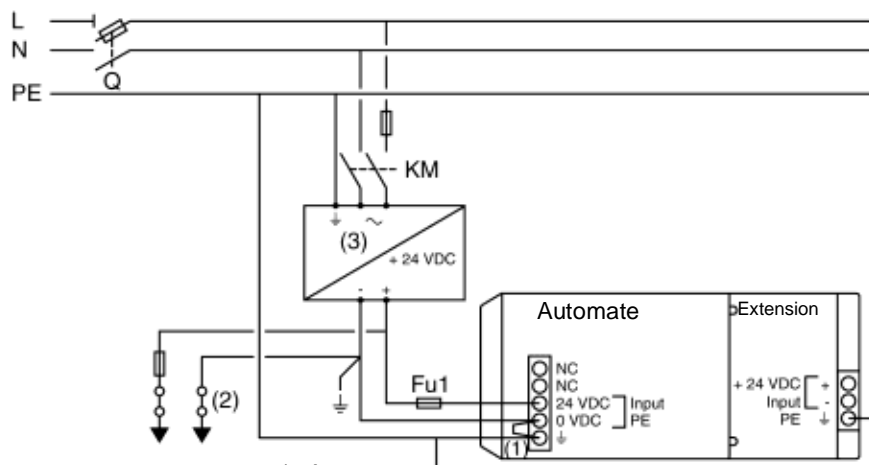 L
N
Q
PE
KM
(3)
+ 24 VDC
- +
Automate
Extension
NC
NC
24 VDC Input
0 VDC PE
(1)
Fu1
(2)
+ 24 VDC +
Input -
PE